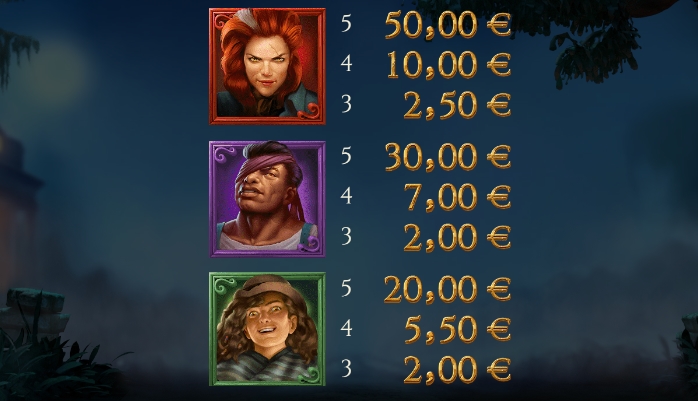 5 50,00 €
4 10,00 €
3 2,50 €
5 30,00 €
4 7,00 €
3 2,00 €
5 20,00 €
4 5,50 €
3 2,00 €